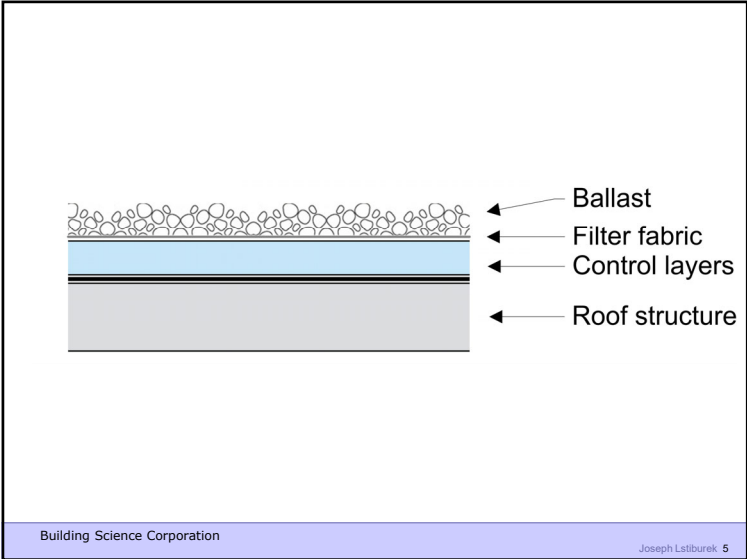 Ballast
Filter fabric
Control layers
Roof structure
Building Science Corporation
Joseph Lstiburek 5